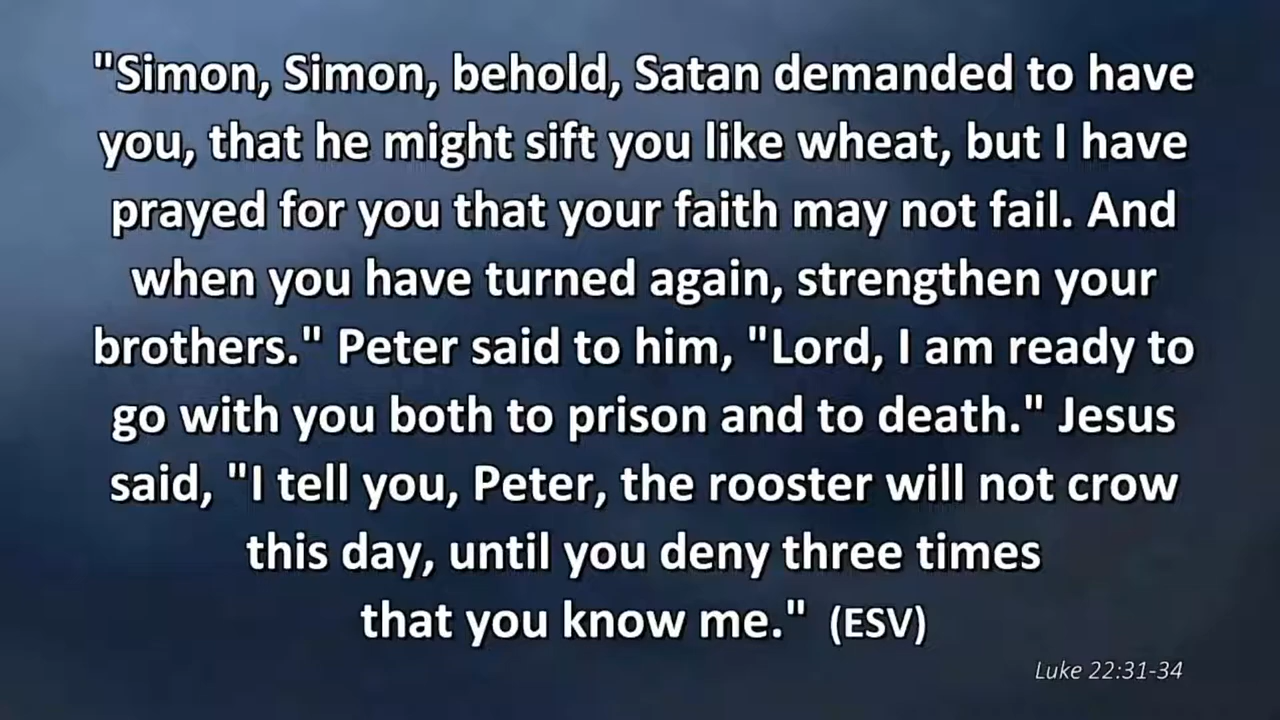 "Simon, Simon, behold, Satan demanded to have
you, that he might sift you like wheat, but I have
prayed for you that your faith may not fail. And
when you have turned again, strengthen your
brothers." Peter said to him, "Lord, I am ready to
go with you both to prison and to death." Jesus
said, "I tell you, Peter, the rooster will not crow
this day, until you deny three times
that you know me." (ESV)
Luke 22:31-34